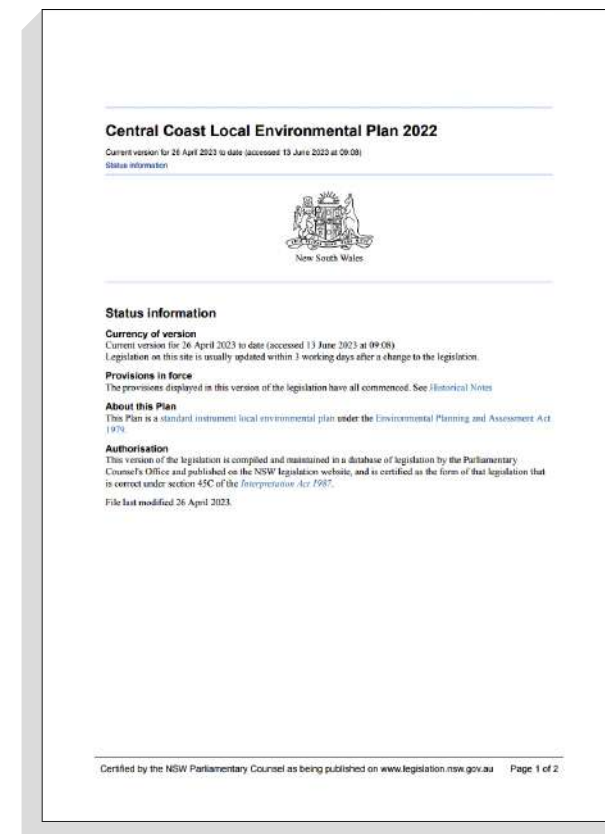 Central Coast Local Environmental Plan 2022
Current version for 26 April 2023 to date (accessed 13 June 2023 at 09:08)
Status information
New South Wales
Status information
Currency of version
Current version for 26 April 2023 to date (accessed 13 June 2023 at 09:08)
Legislation on this site is usually updated within 3 working days after a change to the legislation.
Provisions in force
The provisions displayed in this version of the legislation have all commenced. See Historical Notes
About this Plan
This Plan is a standard instrument local environmental plan under the Environmental Planning and Assessment Act
1979.
Authorisation
This version of the legislation is compiled and maintained in a database of legislation by the Parliamentary
Counsel's Office and published on the NSW legislation website, and is certified as the form of that legislation that
is correct under section 45C of the Interpretation Act 1987.
File last modified 26 April 2023.
Certified by the NSW Parliamentary Counsel as being published on www.legislation.nsw.gov.au Page 1 of 2